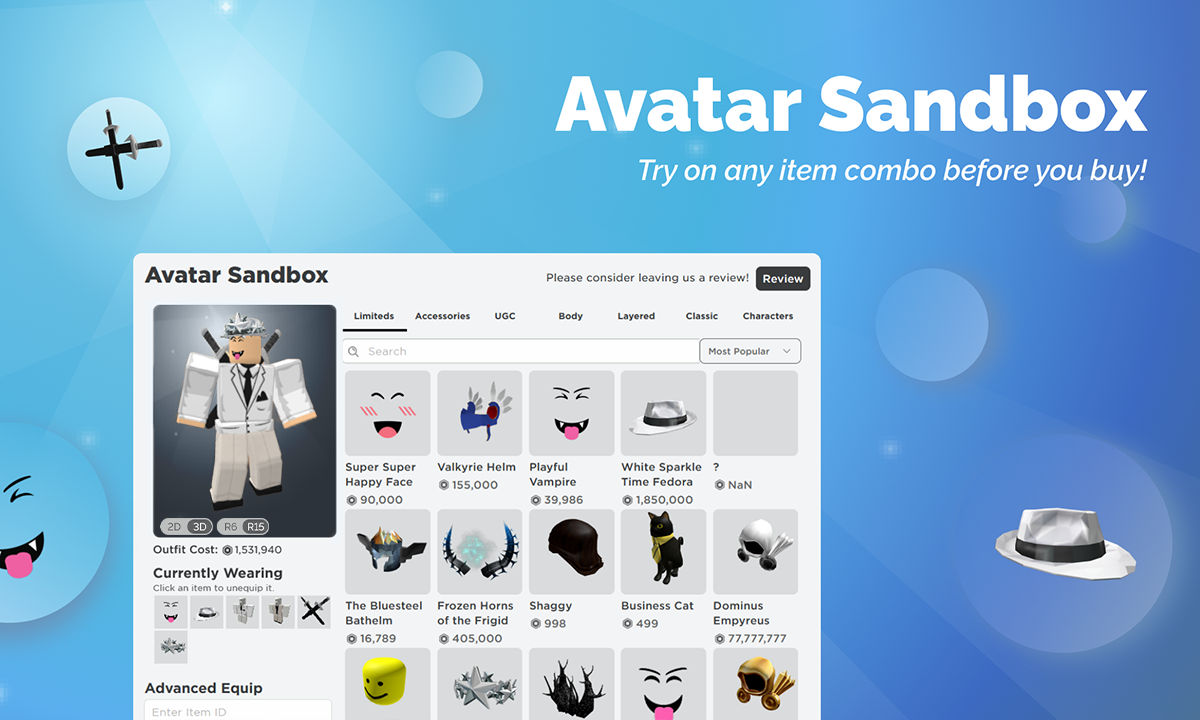 Avatar Sandbox
Try on any item combo before you buy!
Avatar Sandbox
Please consider leaving us a review!
Review
Limiteds
Accessories
UGC
Body
Layered
Classic
Characters
Search
Most Popular
2D 3D R6 R15
Outfit Cost: 1,531,940
Currently Wearing
Click an item to unequip it.
Advanced Equip
Enter Item ID
Super Super
Happy Face
90,000
Valkyrie Helm
155,000
Playful
Vampire
39,986
White Sparkle
Time Fedora
1,850,000
?
NaN
The Bluesteel
Bathelm
16,789
Frozen Horns
of the Frigid
405,000
Shaggy
998
Business Cat
499
Dominus
Empyreus
77,777,777